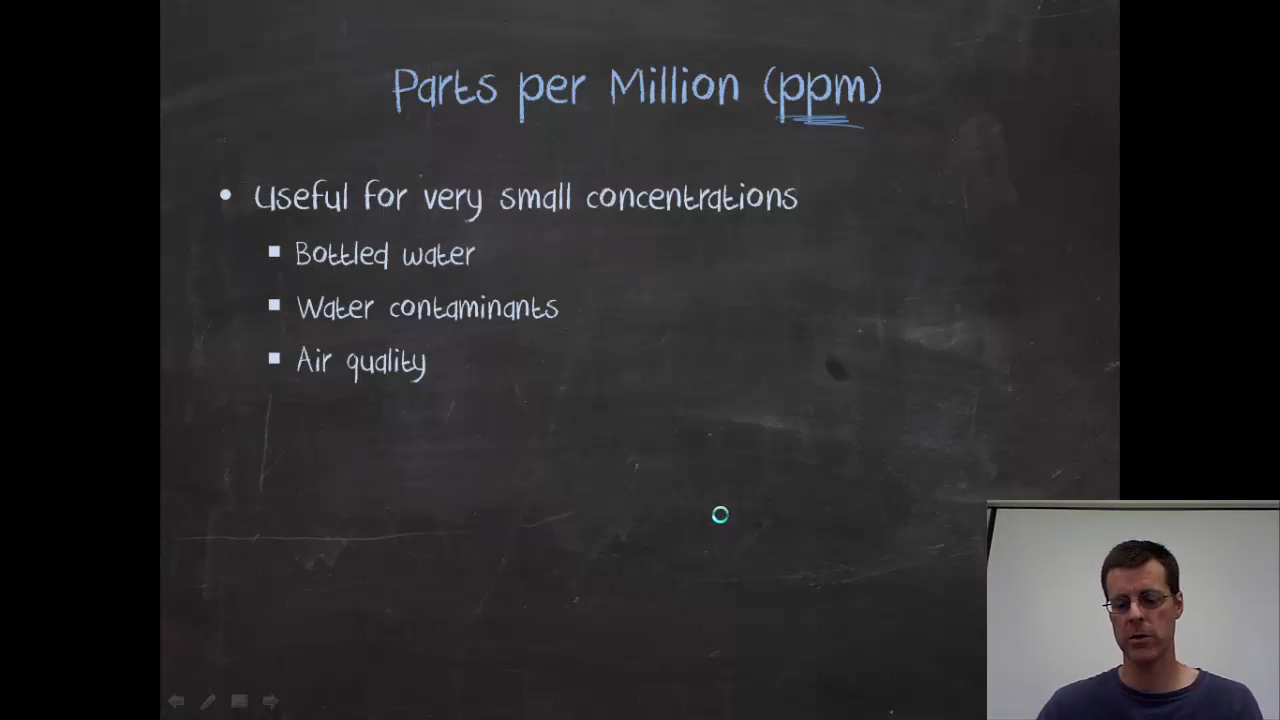 Parts per Million (ppm)
Useful for very small concentrations
Bottled water
Water contaminants
Air quality